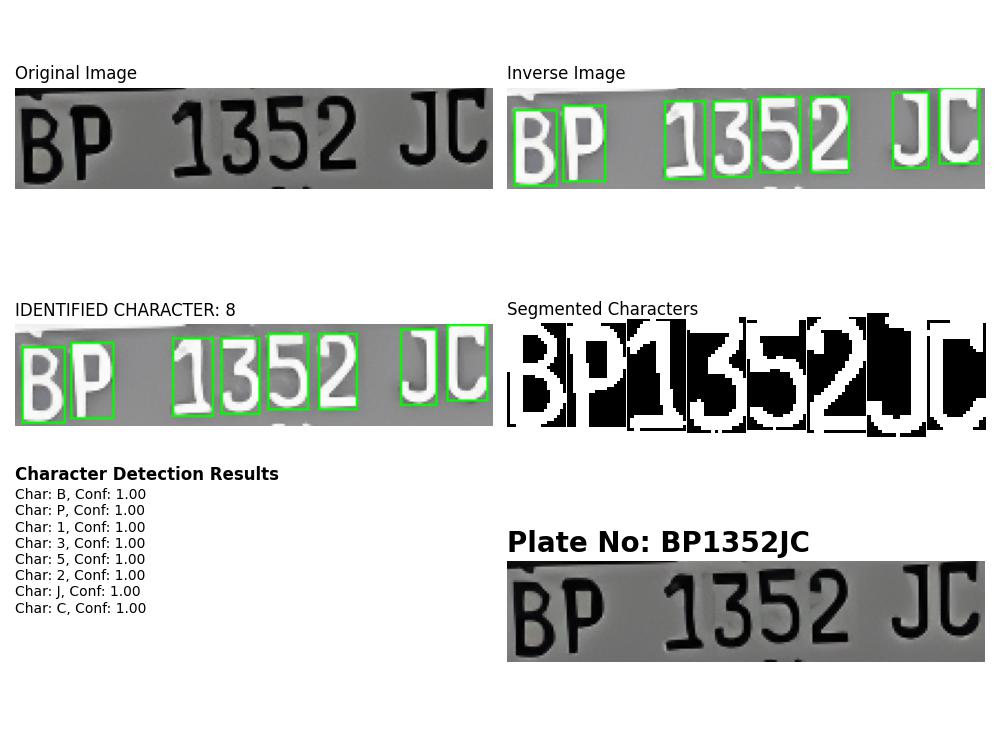 Original Image
BP 1352 JC
Inverse Image
BP 1352 JC
IDENTIFIED CHARACTER: 8
BP 1352 JC
Segmented Characters
BP1352JC
Character Detection Results
Char: B, Conf: 1.00
Char: P, Conf: 1.00
Char: 1, Conf: 1.00
Char: 3, Conf: 1.00
Char: 5, Conf: 1.00
Char: 2, Conf: 1.00
Char: J, Conf: 1.00
Char: C, Conf: 1.00
Plate No: BP1352JC
BP 1352 JC